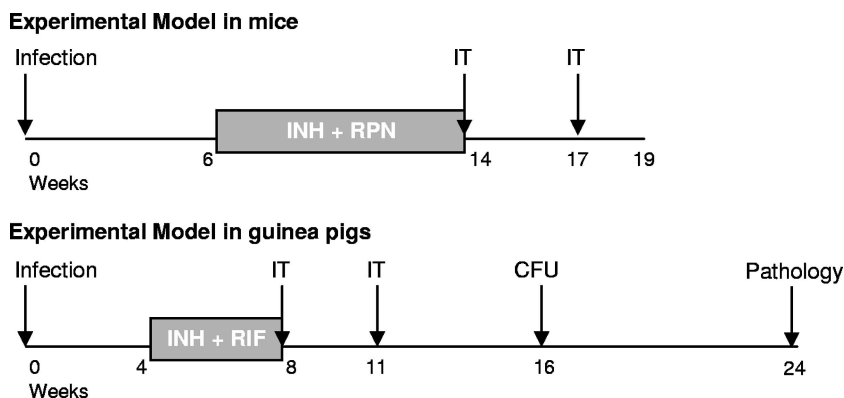 Experimental Model in mice
Infection IT IT
INH + RPN
0 6 14 17 19
Weeks
Experimental Model in guinea pigs
Infection IT IT CFU Pathology
INH + RIF
0 4 8 11 16 24
Weeks